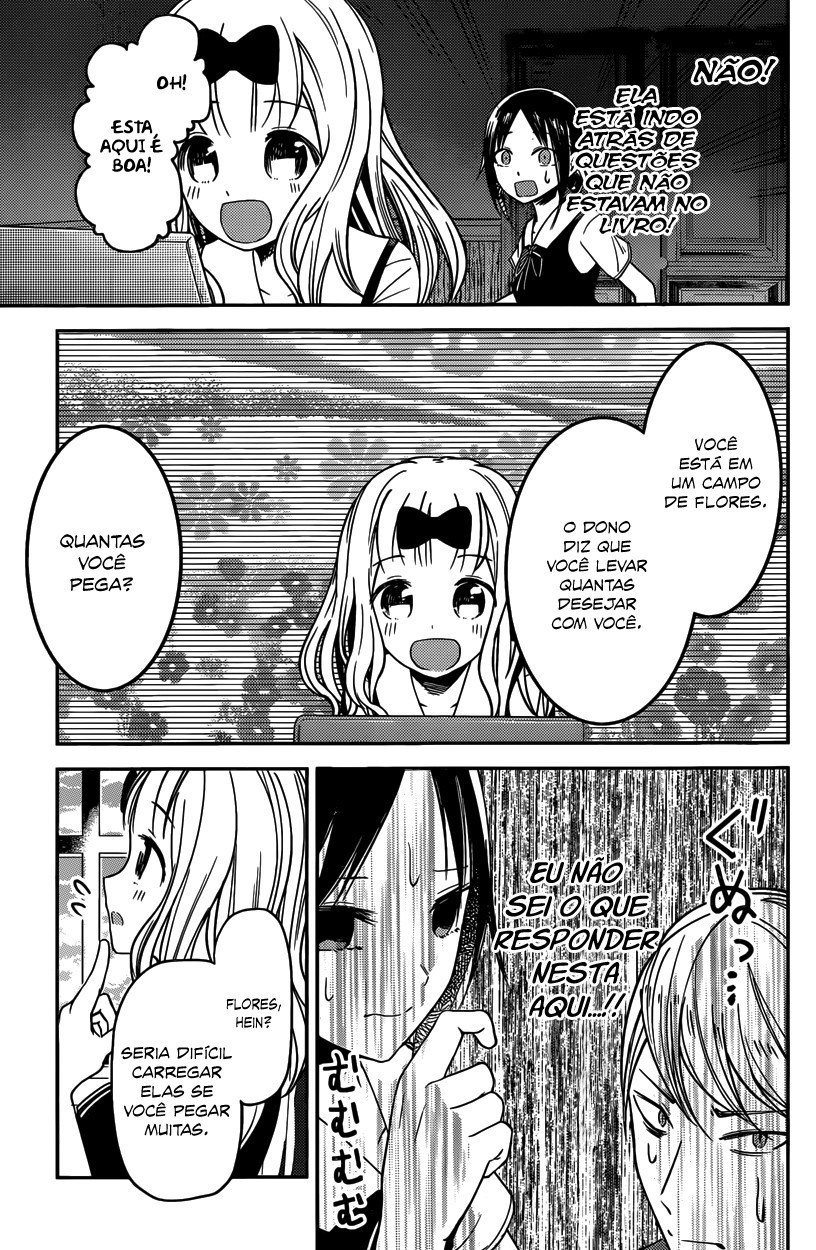 NÃO!
ELA
ESTÁ INDO
ATRÁS DE
QUESTÕES
QUE NÃO
ESTAVAM NO
LIVRO!
OH!
ESTA
AQUI É
BOA!
VOCÊ
ESTÁ EM
UM CAMPO
DE FLORES.
O DONO
DIZ QUE
VOCÊ LEVAR
QUANTAS
DESEJAR
COM VOCÊ.
QUANTAS
VOCÊ
PEGA?
ぐぬっ…
EU NÃO
SEI O QUE
RESPONDER
NESTA
AQUI...!!
むむむむ
FLORES,
HEIN?
SERIA DIFÍCIL
CARREGAR
ELAS SE
VOCÊ PEGAR
MUITAS.